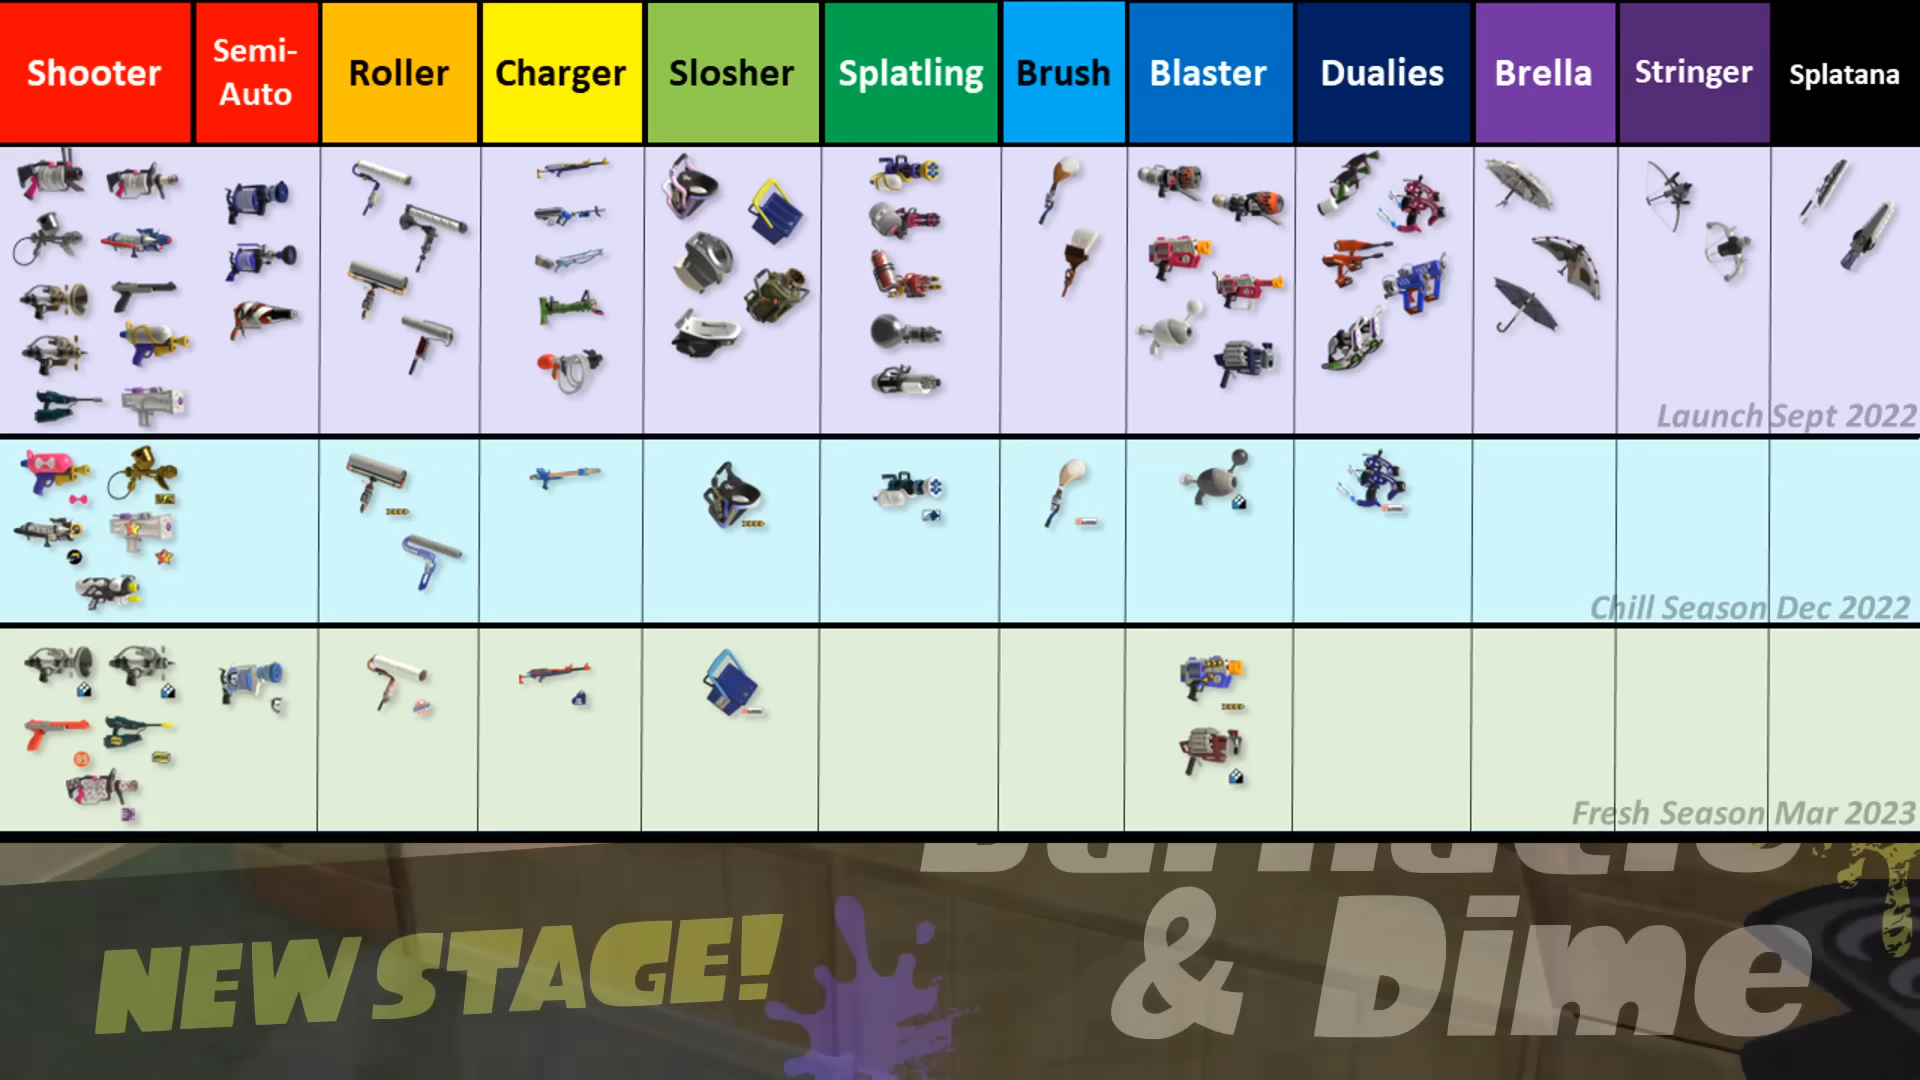 Shooter
Semi-
Auto
Roller
Charger
Slosher
Splatling
Brush
Blaster
Dualies
Brella
Stringer
Splatana
Launch Sept 2022
Chill Season Dec 2022
Fresh Season Mar 2023
NEW STAGE!
& Dime